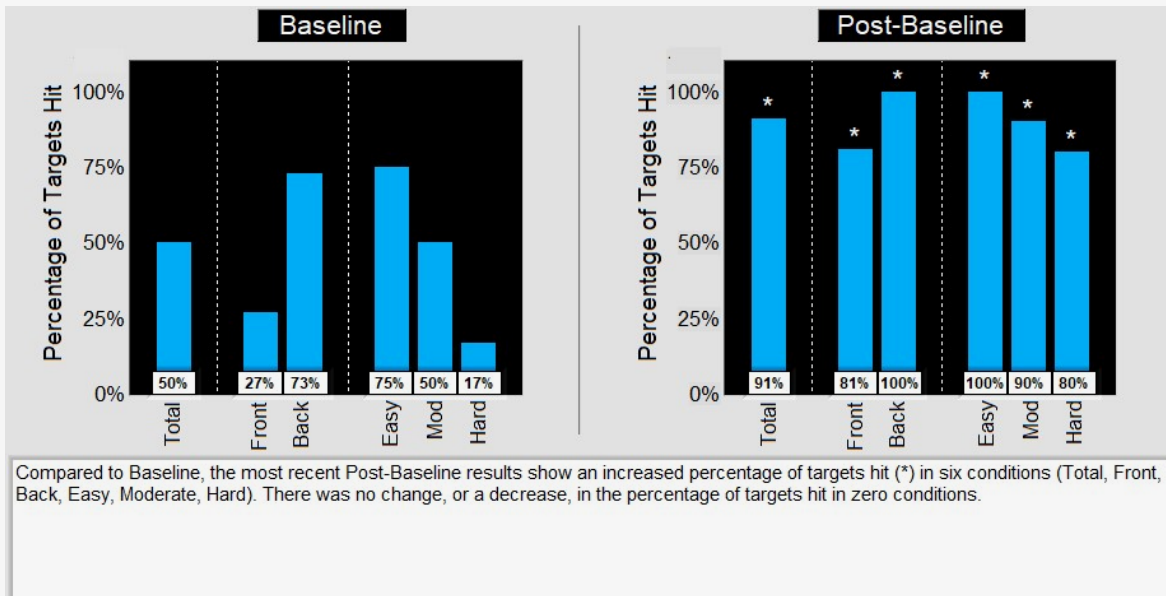 Baseline
Percentage of Targets Hit
100%
75%
50%
25%
0%
50%
27%
73%
75%
50%
17%
Total
Front
Back
Easy
Mod
Hard
Post-Baseline
Percentage of Targets Hit
100%
75%
50%
25%
0%
*
*
*
*
*
*
91%
81%
100%
100%
90%
80%
Total
Front
Back
Easy
Mod
Hard
Compared to Baseline, the most recent Post-Baseline results show an increased percentage of targets hit (*) in six conditions (Total, Front,
Back, Easy, Moderate, Hard). There was no change, or a decrease, in the percentage of targets hit in zero conditions.